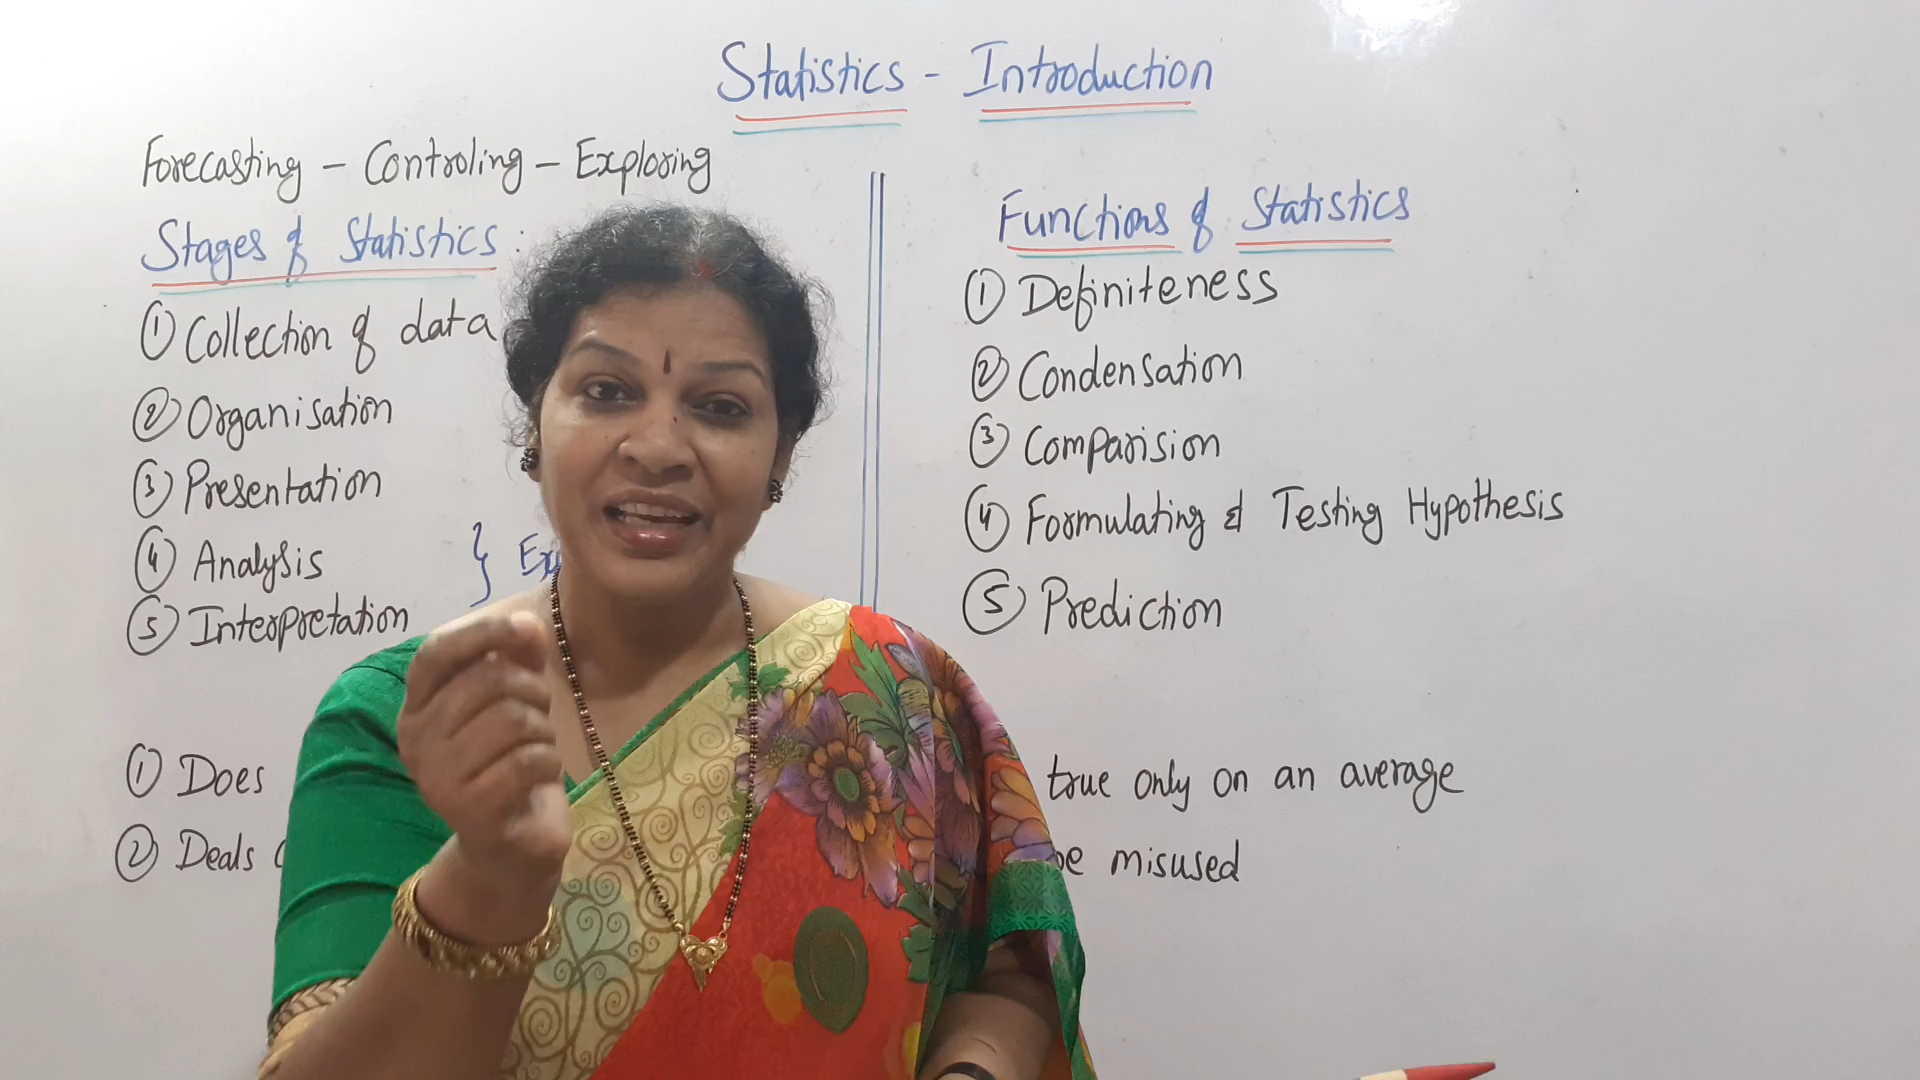 Statistics - Introduction
Forecasting - Controling - Exploring
Stages of Statistics :
① Collection of data
② Organisation
③ Presentation
④ Analysis
⑤ Interpretation
}
Functions of Statistics
① Definiteness
② Condensation
③ Comparision
④ Formulating & Testing Hypothesis
⑤ Prediction
① Does
② Deals
true only on an average
be misused